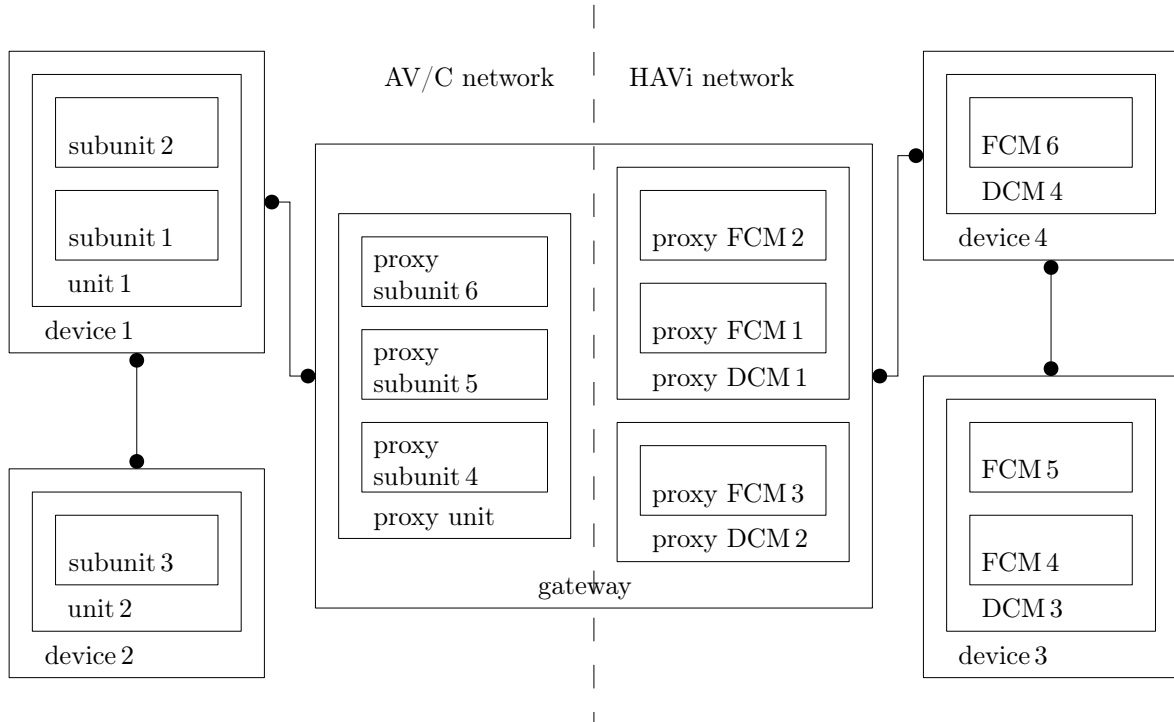 AV/C network
HAVi network
subunit 2
subunit 1
unit 1
device 1
subunit 3
unit 2
device 2
proxy
subunit 6
proxy
subunit 5
proxy
subunit 4
proxy unit
proxy FCM 2
proxy FCM 1
proxy DCM 1
proxy FCM 3
proxy DCM 2
gateway
FCM 6
DCM 4
device 4
FCM 5
FCM 4
DCM 3
device 3